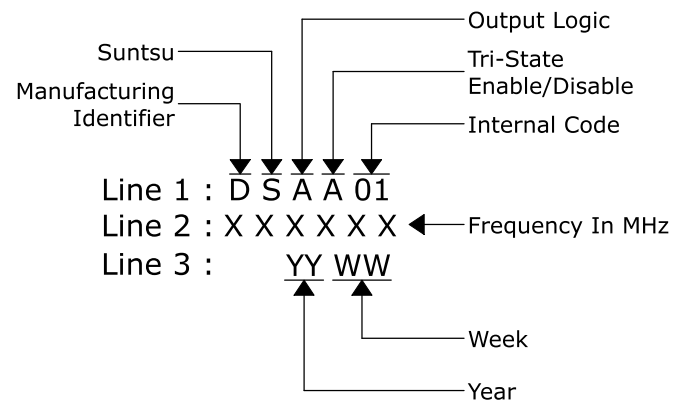 Output Logic
Suntsu
Tri-State
Enable/Disable
Manufacturing
Identifier
Internal Code
Line 1 : D S A A 01
Line 2 : X X X X X X
Frequency In MHz
Line 3 : YY WW
Week
Year